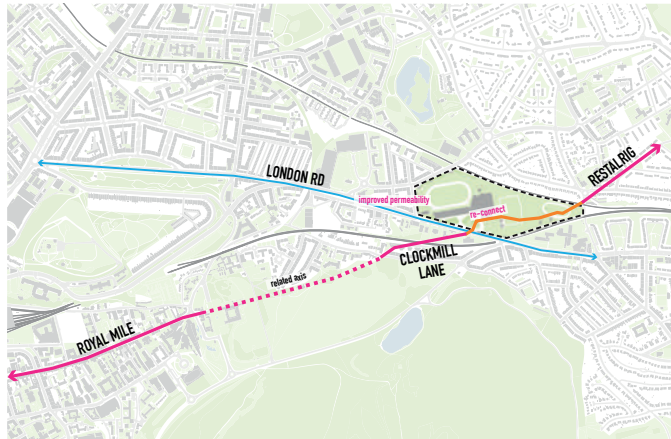 LONDON RD
RESTALRIG
improved permeability
re-connect
CLOCKMILL
LANE
related axis
ROYAL MILE